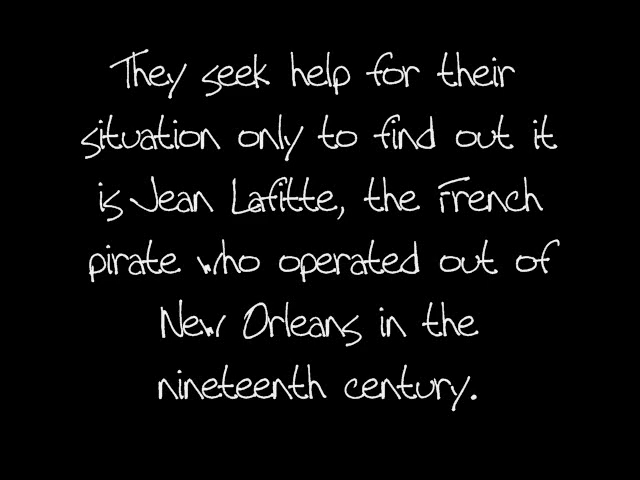 They seek help for their
situation only to find out it
is Jean Lafitte, the French
pirate who operated out of
New Orleans in the
nineteenth century.